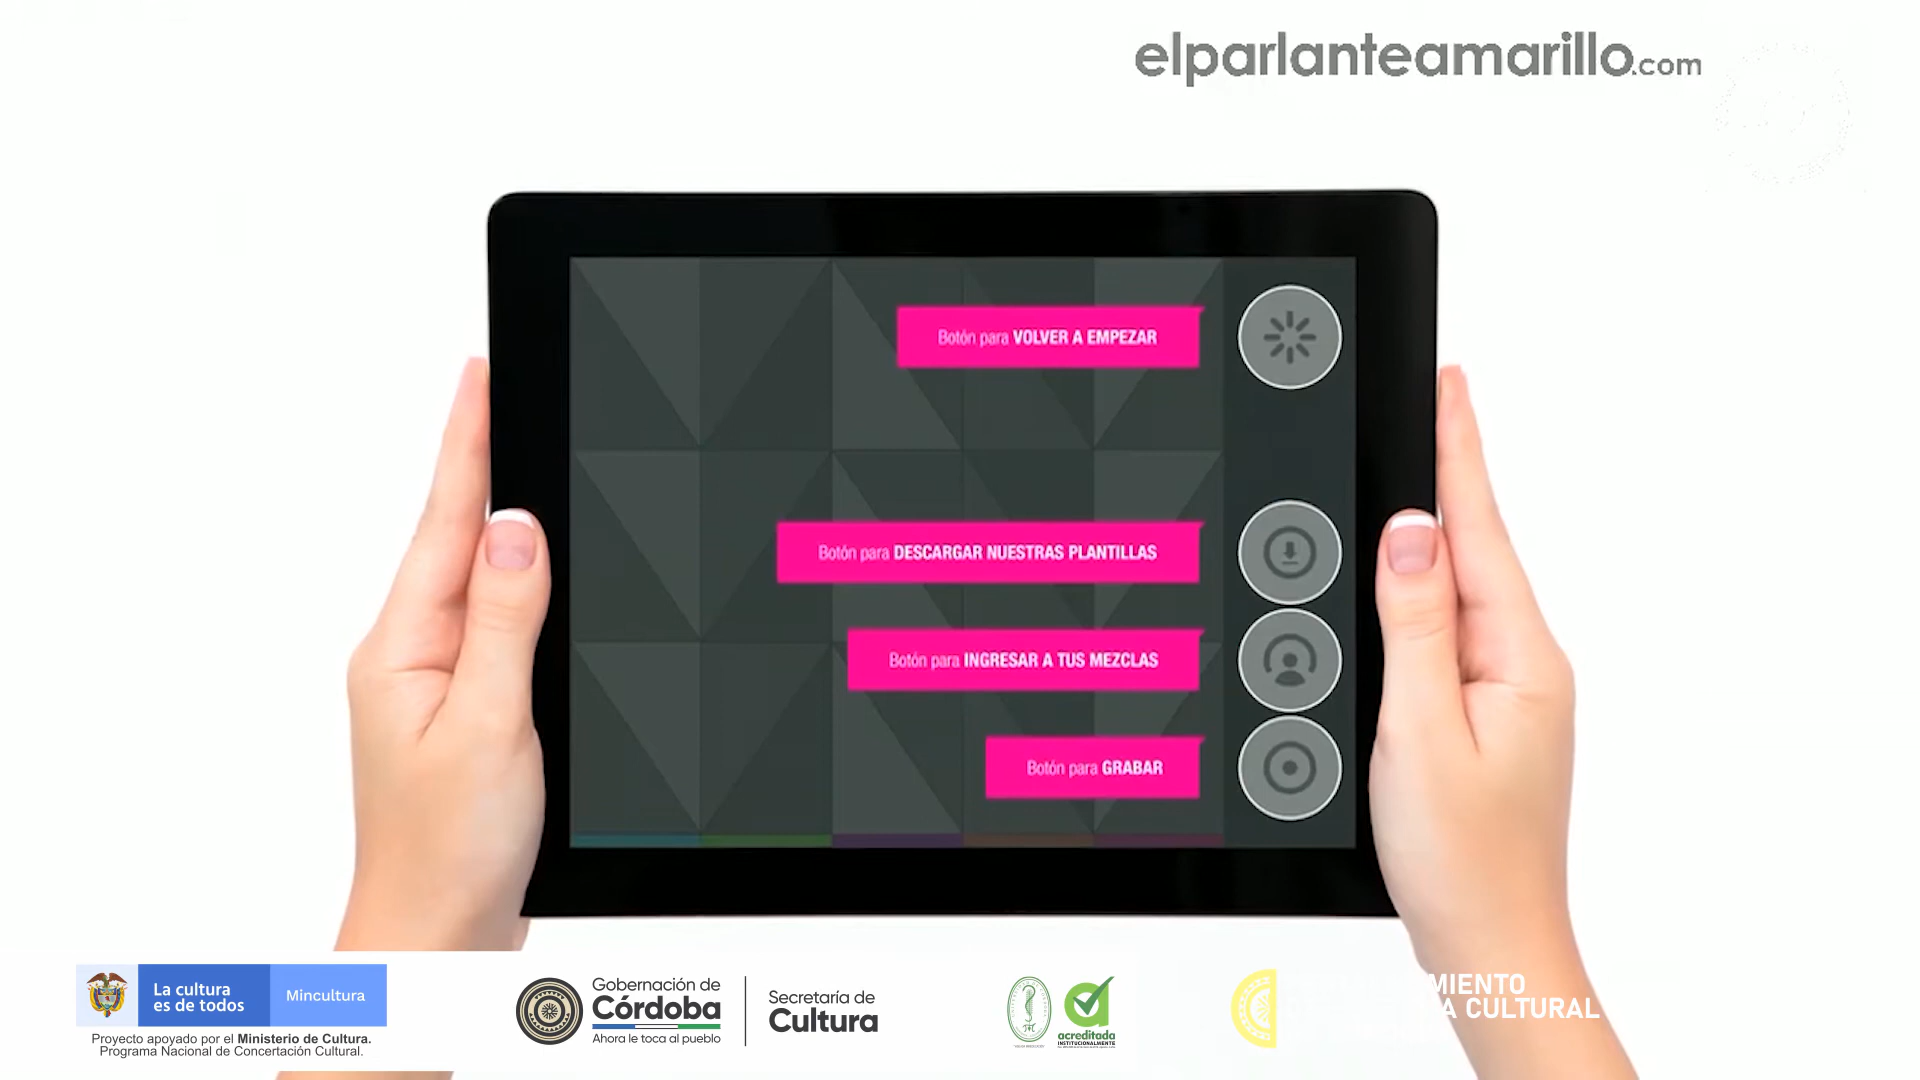 elparlanteamarillo.com
Botón para VOLVER A EMPEZAR
Botón para DESCARGAR NUESTRAS PLANTILLAS
Botón para INGRESAR A TUS MEZCLAS
Botón para GRABAR
La cultura
es de todos
Mincultura
Proyecto apoyado por el Ministerio de Cultura.
Programa Nacional de Concertación Cultural.
Gobernación de
Córdoba
Ahora le toca al pueblo
Secretaría de
Cultura
acreditada
INSTITUCIONALMENTE
MIENTO
A CULTURAL